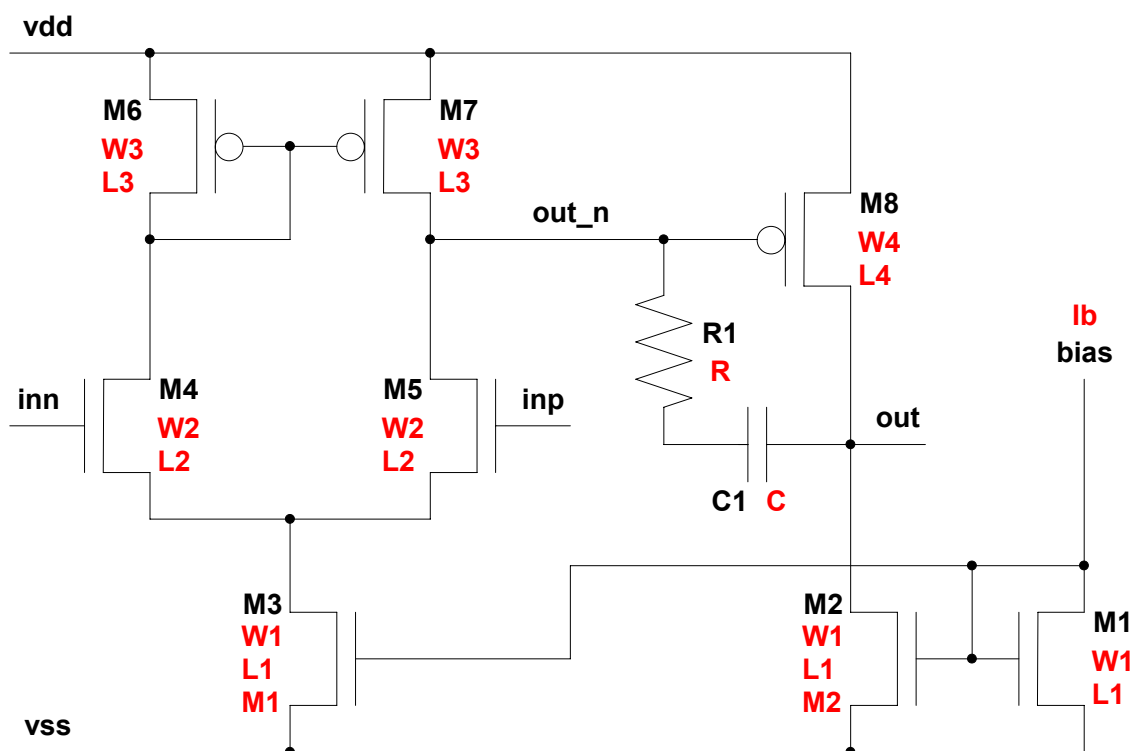 vdd
M6
W3
L3
M7
W3
L3
out_n
M8
W4
L4
R1
R
Ib
bias
inn
M4
W2
L2
M5
W2
L2
inp
out
C1 C
M3
W1
L1
M1
M2
W1
L1
M2
M1
W1
L1
vss